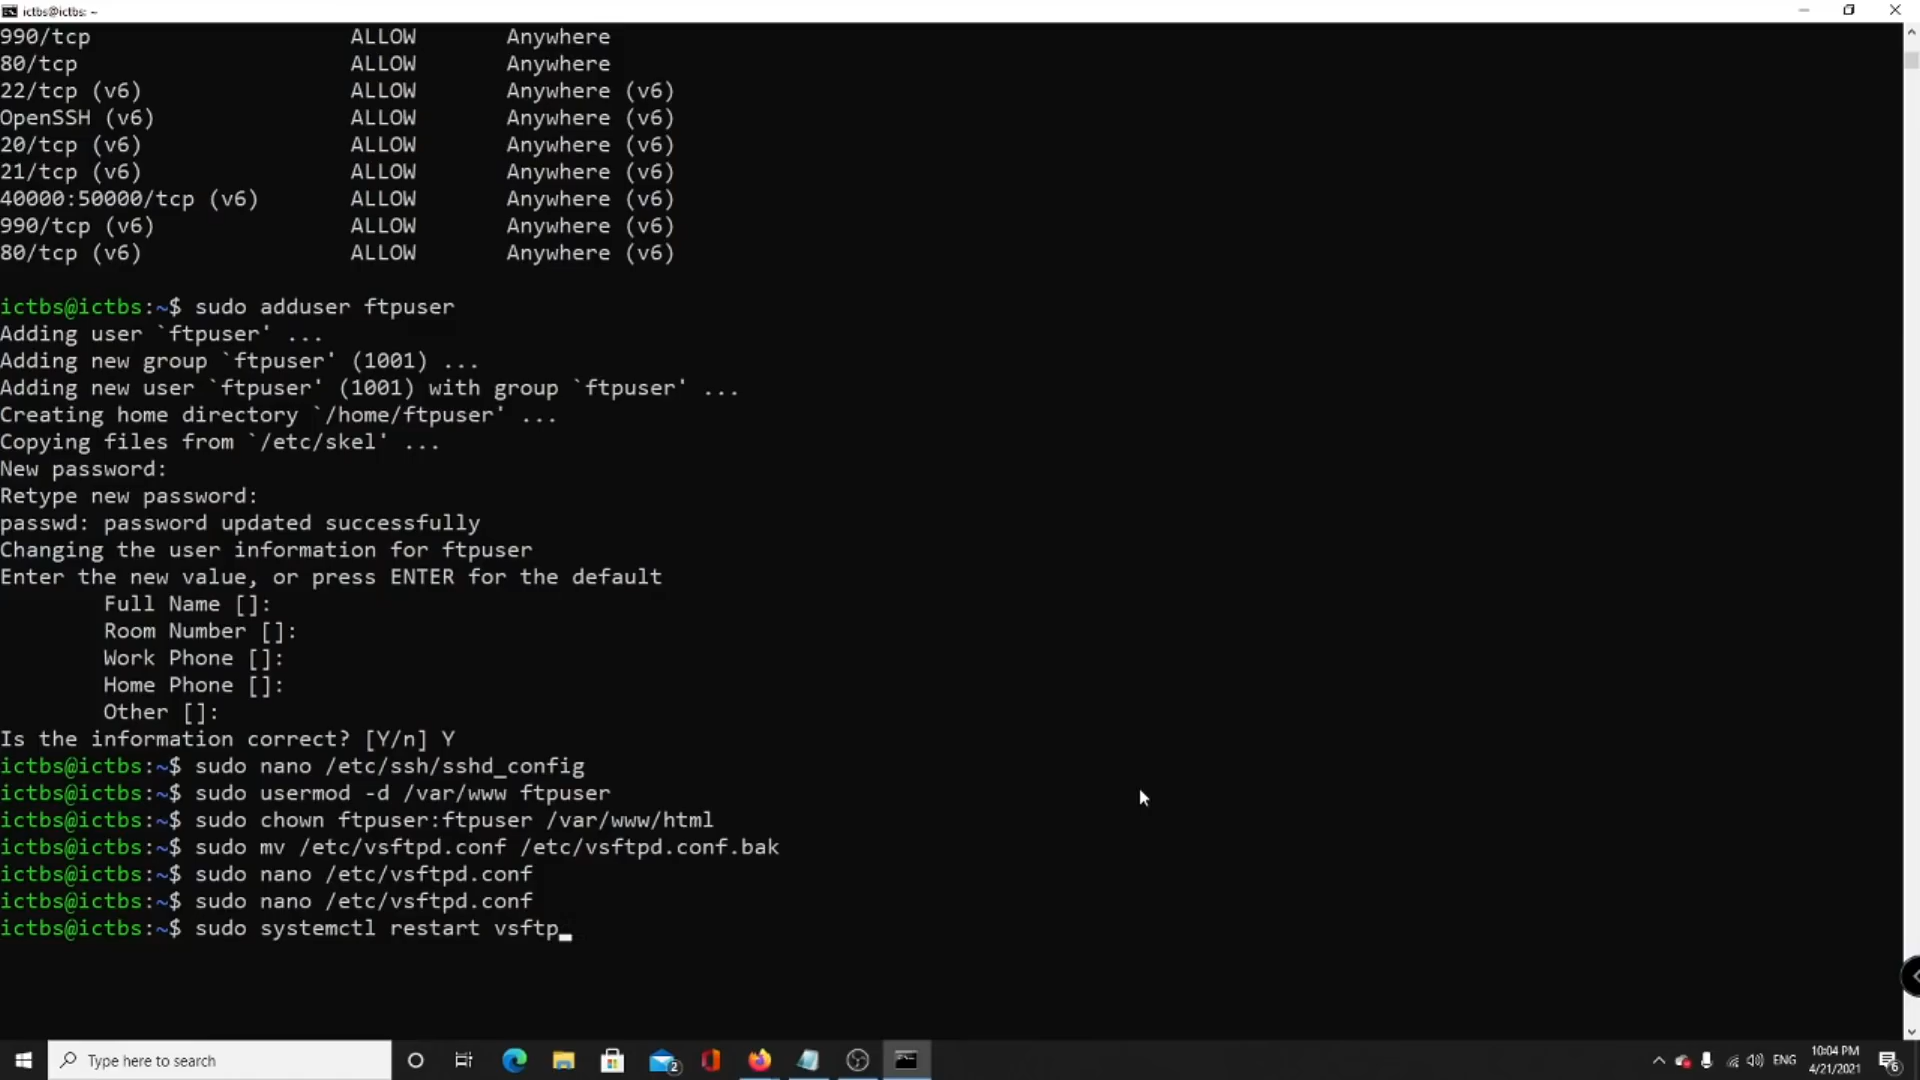 ictbs@ictbs: ~
990/tcp ALLOW Anywhere
80/tcp ALLOW Anywhere
22/tcp (v6) ALLOW Anywhere (v6)
OpenSSH (v6) ALLOW Anywhere (v6)
20/tcp (v6) ALLOW Anywhere (v6)
21/tcp (v6) ALLOW Anywhere (v6)
40000:50000/tcp (v6) ALLOW Anywhere (v6)
990/tcp (v6) ALLOW Anywhere (v6)
80/tcp (v6) ALLOW Anywhere (v6)
ictbs@ictbs:~$ sudo adduser ftpuser
Adding user `ftpuser' ...
Adding new group `ftpuser' (1001) ...
Adding new user `ftpuser' (1001) with group `ftpuser' ...
Creating home directory `/home/ftpuser' ...
Copying files from `/etc/skel' ...
New password:
Retype new password:
passwd: password updated successfully
Changing the user information for ftpuser
Enter the new value, or press ENTER for the default
Full Name []:
Room Number []:
Work Phone []:
Home Phone []:
Other []:
Is the information correct? [Y/n] Y
ictbs@ictbs:~$ sudo nano /etc/ssh/sshd_config
ictbs@ictbs:~$ sudo usermod -d /var/www ftpuser
ictbs@ictbs:~$ sudo chown ftpuser:ftpuser /var/www/html
ictbs@ictbs:~$ sudo mv /etc/vsftpd.conf /etc/vsftpd.conf.bak
ictbs@ictbs:~$ sudo nano /etc/vsftpd.conf
ictbs@ictbs:~$ sudo nano /etc/vsftpd.conf
ictbs@ictbs:~$ sudo systemctl restart vsftp
Type here to search
2
ENG
10:04 PM
4/21/2021
6